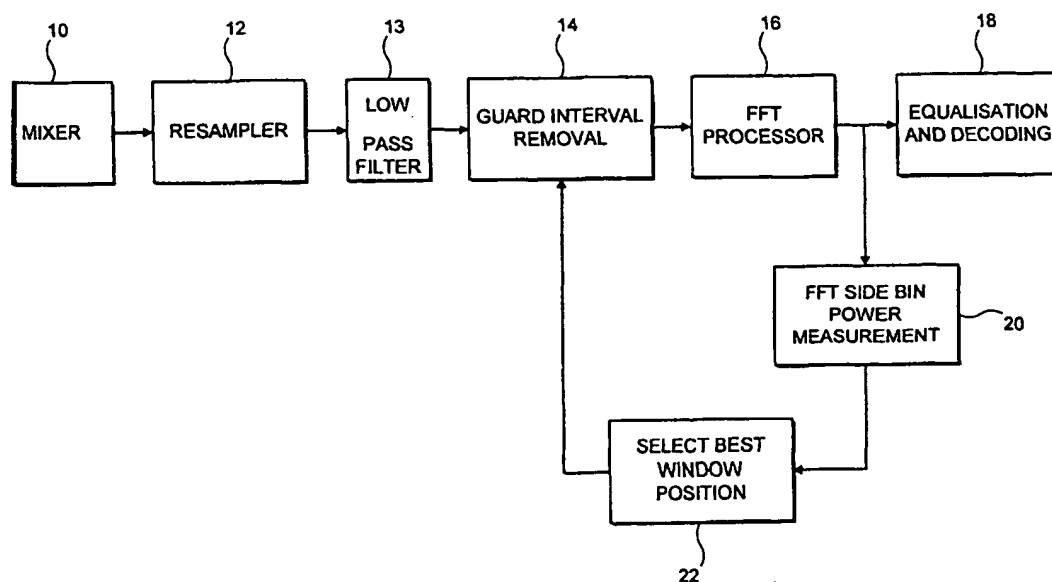 10
12
13
14
16
18
MIXER
RESAMPLER
LOW
PASS
FILTER
GUARD INTERVAL
REMOVAL
FFT
PROCESSOR
EQUALISATION
AND DECODING
FFT SIDE BIN
POWER
MEASUREMENT
20
SELECT BEST
WINDOW
POSITION
22